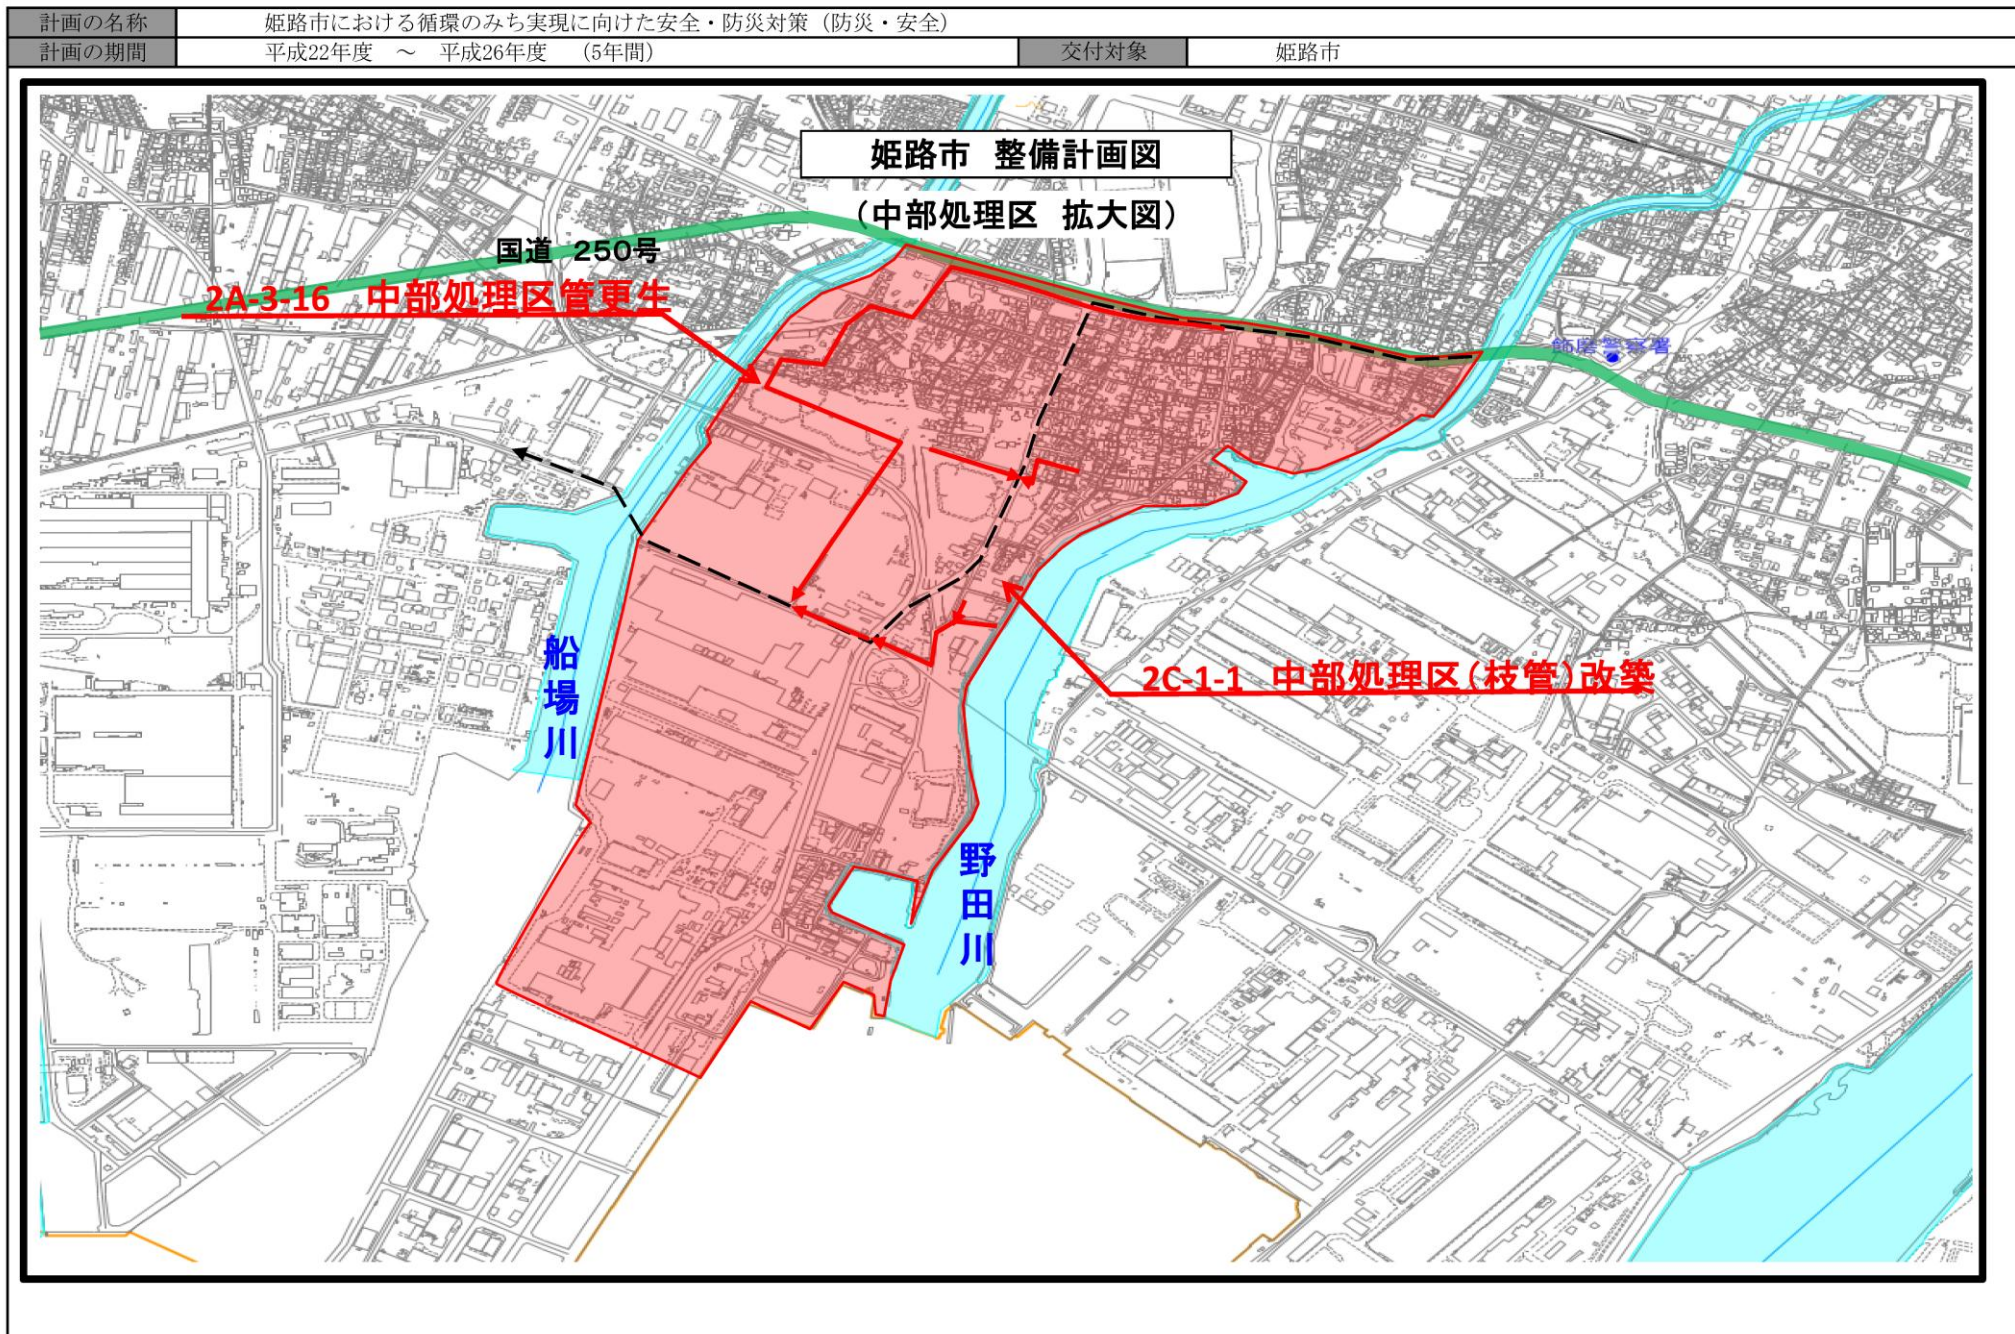 計画の名称 姫路市における循環のみち実現に向けた安全・防災対策（防災・安全）
計画の期間 平成22年度 ～ 平成26年度 （5年間） 交付対象 姫路市
姫路市 整備計画図
（中部処理区 拡大図）
国道 250号
2A-3-16 中部処理区管更生
飾磨警察署
2C-1-1 中部処理区（枝管）改築
船場川
野田川